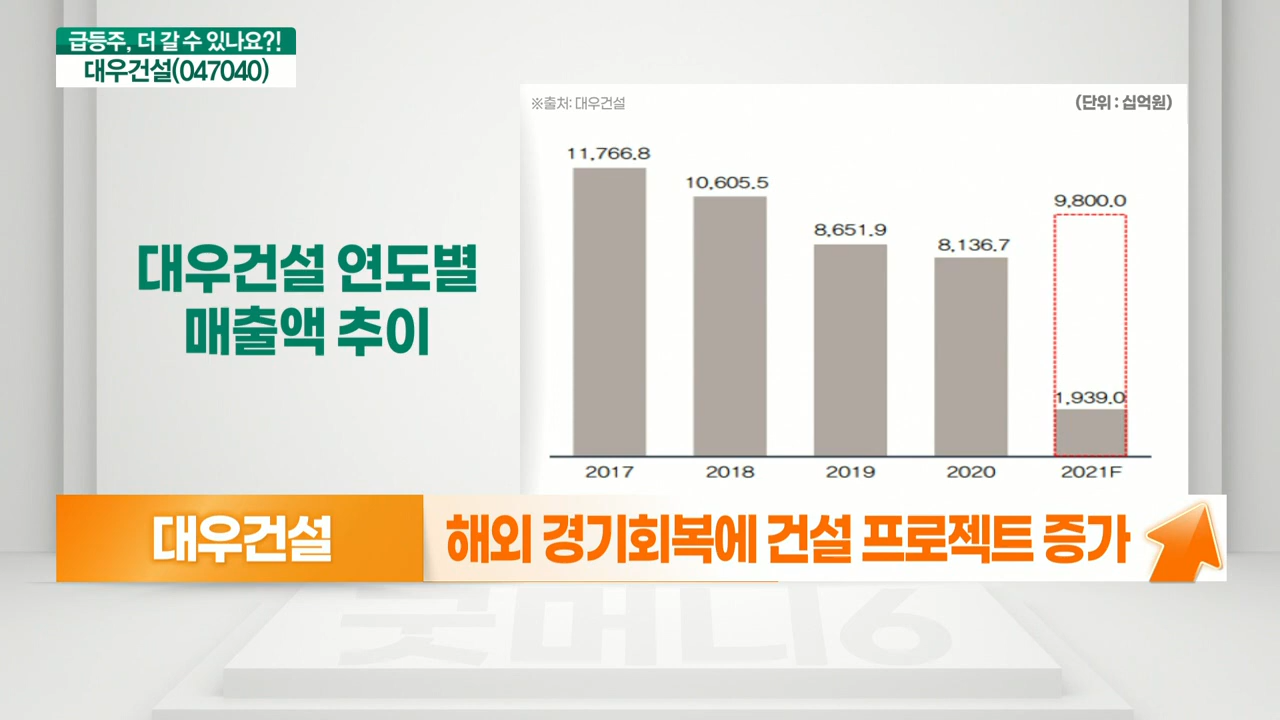 급등주, 더 갈 수 있나요?!
대우건설(047040)
※출처: 대우건설
(단위 : 십억원)
대우건설 연도별
매출액 추이
11,766.8
10,605.5
8,651.9
8,136.7
9,800.0
1,939.0
2017
2018
2019
2020
2021F
대우건설
해외 경기회복에 건설 프로젝트 증가
굿머니6